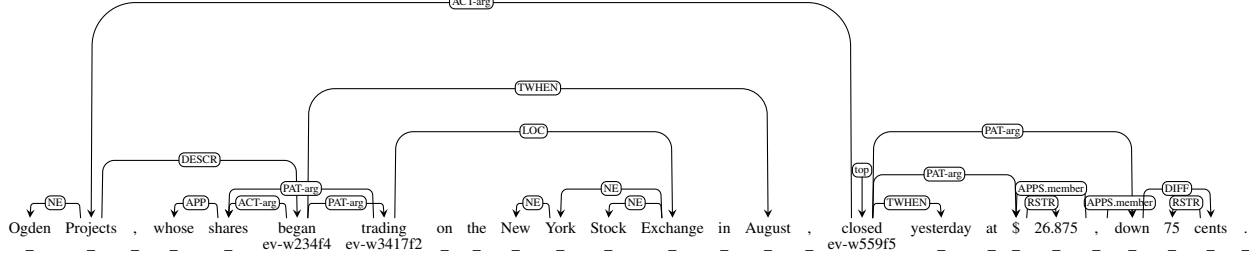 ACT-arg
TWHEN
LOC
PAT-arg
DESCR
top
PAT-arg
NE PAT-arg APPS.member DIFF
NE APP ACT-arg PAT-arg NE NE TWHEN RSTR APPS.member RSTR
Ogden Projects , whose shares began trading on the New York Stock Exchange in August , closed yesterday at $ 26.875 , down 75 cents .
_ _ _ _ _ ev-w234f4 ev-w3417f2 _ _ _ _ _ _ _ _ _ ev-w559f5 _ _ _ _ _ _ _ _ _